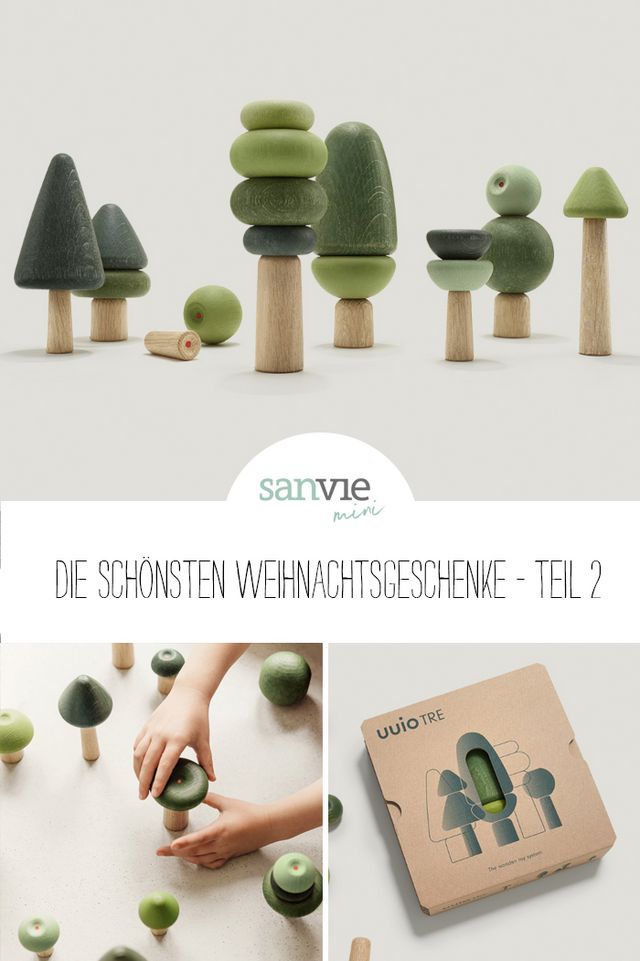 sanvie
mini
DIE SCHÖNSTEN WEIHNACHTSGESCHENKE - TEIL 2
uuio TRE
The wooden toy system